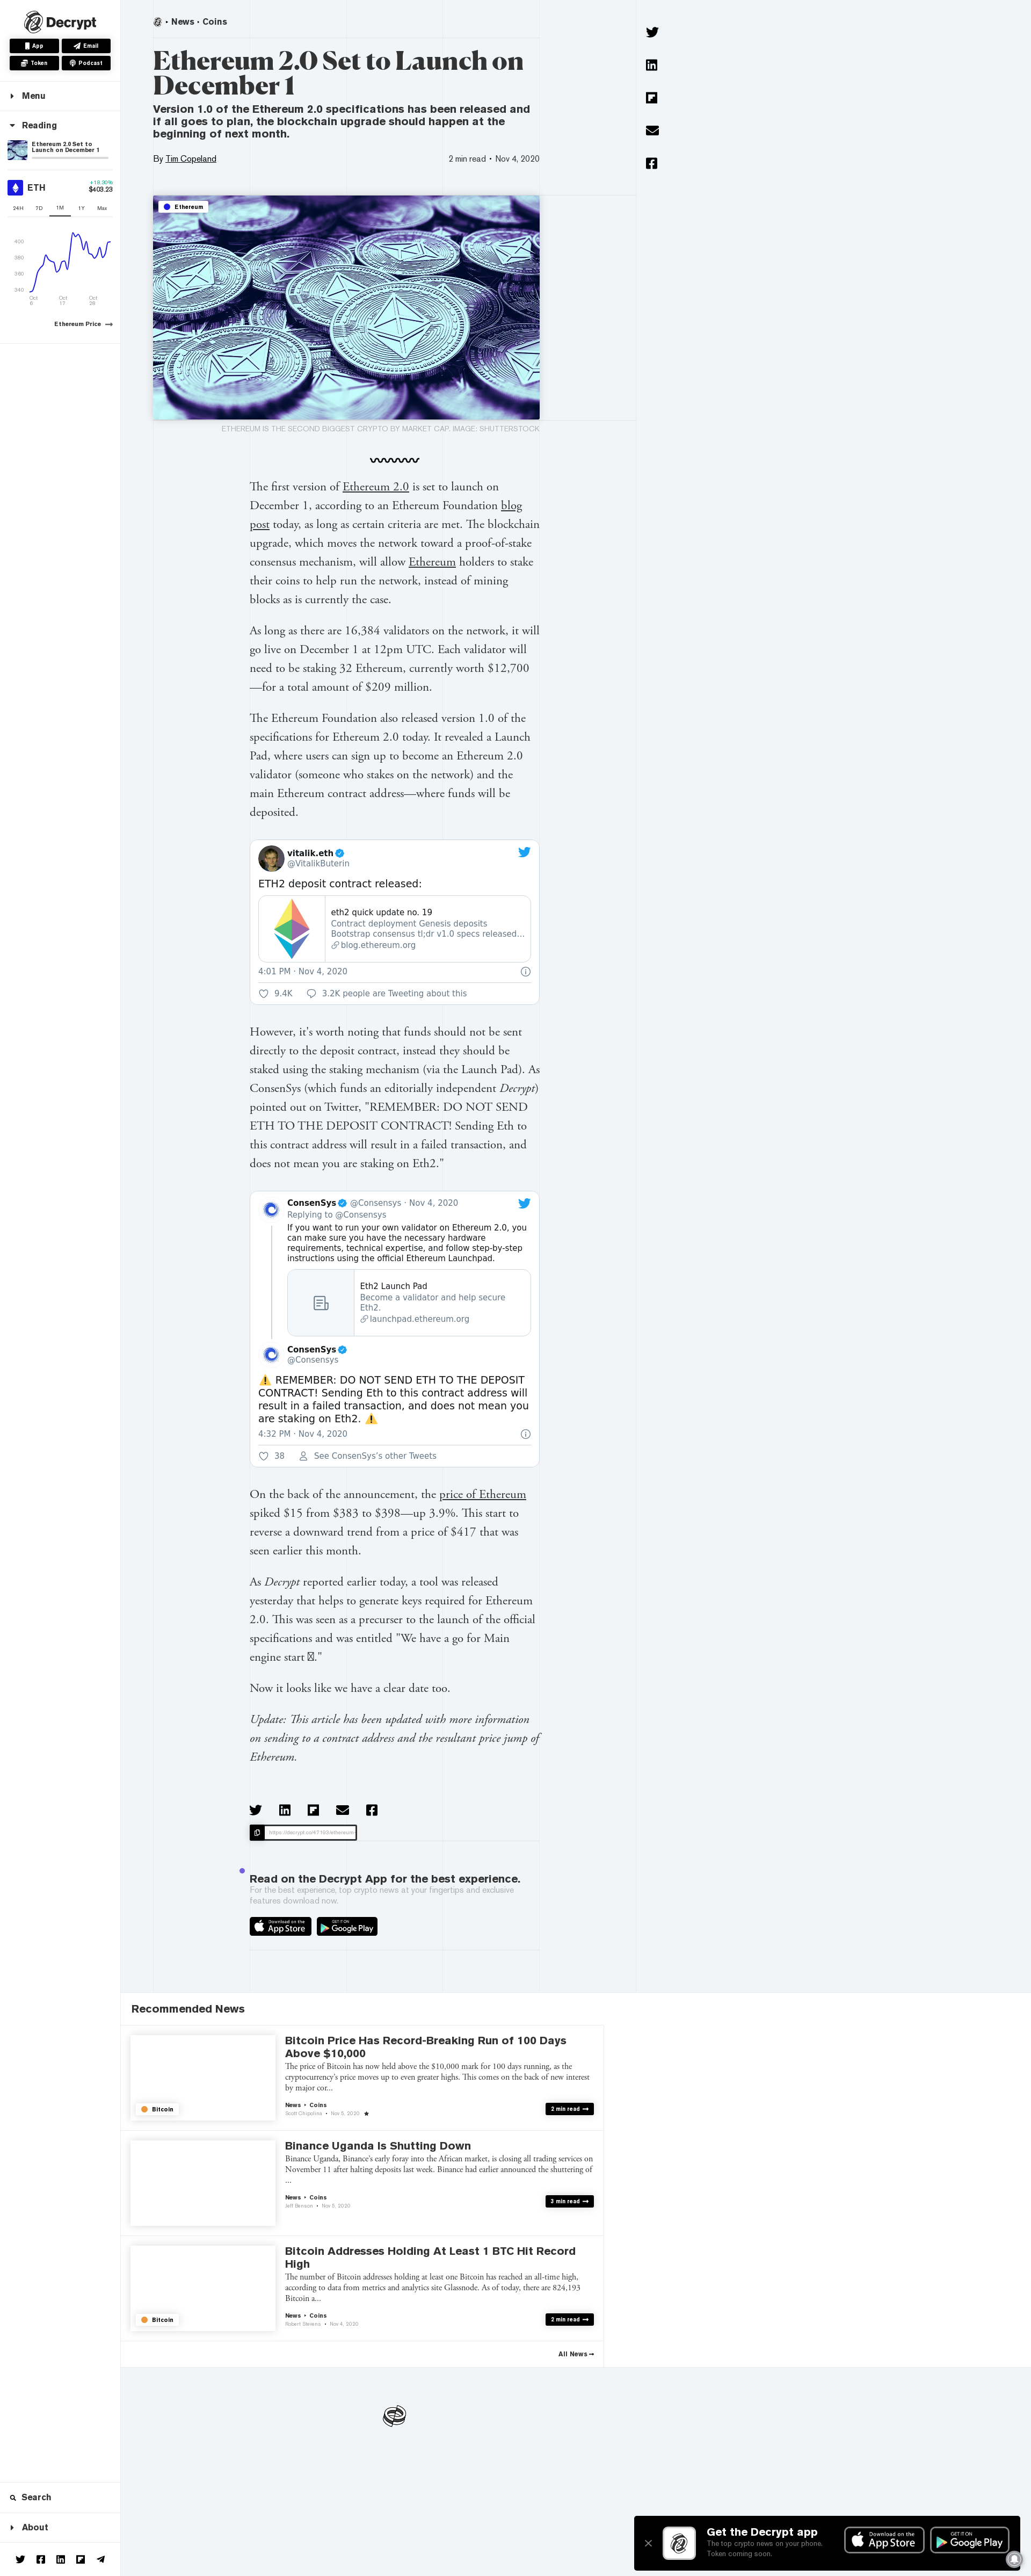 Decrypt
App
Email
Token
Podcast
Menu
Reading
Ethereum 2.0 Set to
Launch on December 1
ETH
$403.23
24H 7D 1M 1Y Max
400
380
360
340
Oct
Oct
17
Oct
Ethereum Price
• News • Coins
Ethereum 2.0 Set to Launch on
December 1
Version 1.0 of the Ethereum 2.0 specifications has been released and
if all goes to plan, the blockchain upgrade should happen at the
beginning of next month.
By Tim Copeland
2 min read • Nov 4, 2020
Ethereum
ETHEREUM IS THE SECOND BIGGEST CRYPTO BY MARKET CAP. IMAGE: SHUTTERSTOCK
The first version of Ethereum 2.0 is set to launch on
December 1, according to an Ethereum Foundation blog
post today, as long as certain criteria are met. The blockchain
upgrade, which moves the network toward a proof-of-stake
consensus mechanism, will allow Ethereum holders to stake
their coins to help run the network, instead of mining
blocks as is currently the case.
As long as there are 16,384 validators on the network, it will
go live on December 1 at 12pm UTC. Each validator will
need to be staking 32 Ethereum, currently worth $12,700
—for a total amount of $209 million.
The Ethereum Foundation also released version 1.0 of the
specifications for Ethereum 2.0 today. It revealed a Launch
Pad, where users can sign up to become an Ethereum 2.0
validator (someone who stakes on the network) and the
main Ethereum contract address—where funds will be
deposited.
vitalik.eth
@VitalikButerin
ETH2 deposit contract released:
eth2 quick update no. 19
Contract deployment Genesis deposits
Bootstrap consensus tl;dr v1.0 specs released...
blog.ethereum.org
4:01 PM · Nov 4, 2020
9.4K 3.2K people are Tweeting about this
However, it's worth noting that funds should not be sent
directly to the deposit contract, instead they should be
staked using the staking mechanism (via the Launch Pad). As
ConsenSys (which funds an editorially independent Decrypt)
pointed out on Twitter, "REMEMBER: DO NOT SEND
ETH TO THE DEPOSIT CONTRACT! Sending Eth to
this contract address will result in a failed transaction, and
does not mean you are staking on Eth2."
ConsenSys @Consensys · Nov 4, 2020
Replying to @Consensys
If you want to run your own validator on Ethereum 2.0, you
can make sure you have the necessary hardware
requirements, technical expertise, and follow step-by-step
instructions using the official Ethereum Launchpad.
Eth2 Launch Pad
Become a validator and help secure
Eth2.
launchpad.ethereum.org
ConsenSys
@Consensys
⚠️ REMEMBER: DO NOT SEND ETH TO THE DEPOSIT
CONTRACT! Sending Eth to this contract address will
result in a failed transaction, and does not mean you
are staking on Eth2. ⚠️
4:32 PM · Nov 4, 2020
38 See ConsenSys's other Tweets
On the back of the announcement, the price of Ethereum
spiked $15 from $383 to $398—up 3.9%. This start to
reverse a downward trend from a price of $417 that was
seen earlier this month.
As Decrypt reported earlier today, a tool was released
yesterday that helps to generate keys required for Ethereum
2.0. This was seen as a precurser to the launch of the official
specifications and was entitled "We have a go for Main
engine start ."
Now it looks like we have a clear date too.
Update: This article has been updated with more information
on sending to a contract address and the resultant price jump of
Ethereum.
Read on the Decrypt App for the best experience.
For the best experience, top crypto news at your fingertips and exclusive
features download now.
Download on the
App Store
GET IT ON
Google Play
Recommended News
Bitcoin
Bitcoin Price Has Record-Breaking Run of 100 Days
Above $10,000
The price of Bitcoin has now held above the $10,000 mark for 100 days running, as the
cryptocurrency's price moves up to even greater highs. This comes on the back of new interest
by major cor...
News • Coins
Scott Chipolina • Nov 5, 2020
2 min read
Binance Uganda Is Shutting Down
Binance Uganda, Binance's early foray into the African market, is closing all trading services on
November 11 after halting deposits last week. Binance had earlier announced the shuttering of
...
News • Coins
Jeff Benson • Nov 5, 2020
3 min read
Bitcoin
Bitcoin Addresses Holding At Least 1 BTC Hit Record
High
The number of Bitcoin addresses holding at least one Bitcoin has reached an all-time high,
according to data from metrics and analytics site Glassnode. As of today, there are 824,193
Bitcoin a...
News • Coins
Robert Stevens • Nov 4, 2020
2 min read
All News
Search
About
Get the Decrypt app
The top crypto news on your phone.
Token coming soon.
Download on the
App Store
GET IT ON
Google Play